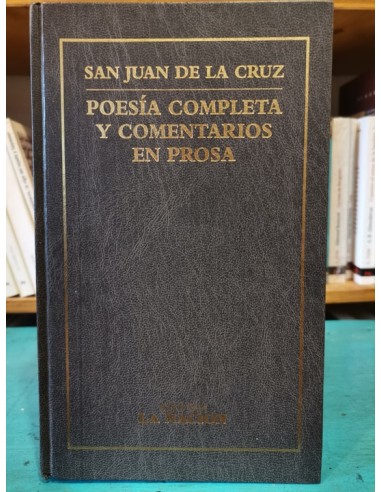 SAN JUAN DE LA CRUZ
POESÍA COMPLETA
Y COMENTARIOS
EN PROSA